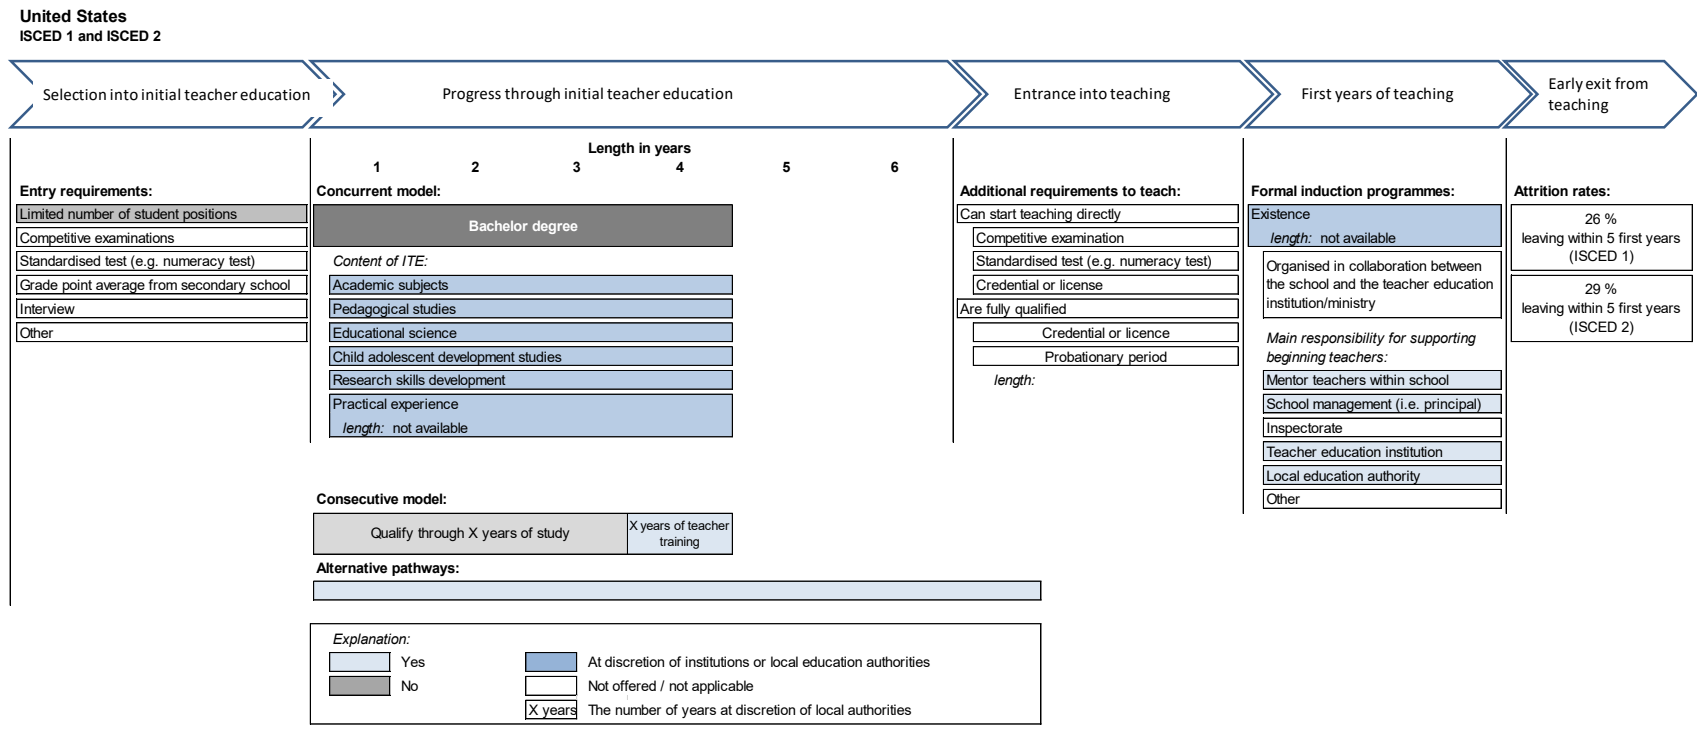 United States
ISCED 1 and ISCED 2
Selection into initial teacher education
Progress through initial teacher education
Entrance into teaching
First years of teaching
Early exit from
teaching
Length in years
1 2 3 4 5 6
Entry requirements:
Limited number of student positions
Competitive examinations
Standardised test (e.g. numeracy test)
Grade point average from secondary school
Interview
Other
Concurrent model:
Bachelor degree
Content of ITE:
Academic subjects
Pedagogical studies
Educational science
Child adolescent development studies
Research skills development
Practical experience
length: not available
Consecutive model:
Qualify through X years of study
X years of teacher
training
Alternative pathways:
Additional requirements to teach:
Can start teaching directly
Competitive examination
Standardised test (e.g. numeracy test)
Credential or license
Are fully qualified
Credential or licence
Probationary period
length:
Formal induction programmes:
Existence
length: not available
Organised in collaboration between
the school and the teacher education
institution/ministry
Main responsibility for supporting
beginning teachers:
Mentor teachers within school
School management (i.e. principal)
Inspectorate
Teacher education institution
Local education authority
Other
Attrition rates:
26 %
leaving within 5 first years
(ISCED 1)
29 %
leaving within 5 first years
(ISCED 2)
Explanation:
Yes
No
At discretion of institutions or local education authorities
Not offered / not applicable
X years The number of years at discretion of local authorities